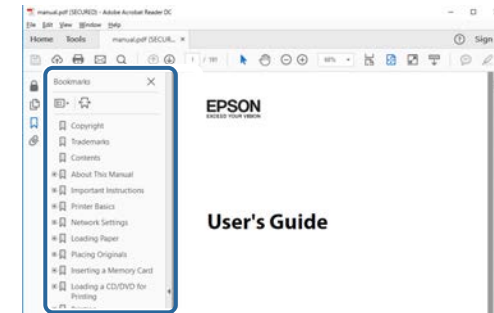 manual.pdf (SECURED) - Adobe Acrobat Reader DC
File Edit View Window Help
Home Tools manual.pdf (SECUR... ×
Sign
1 / 191
Bookmarks
EPSON
EXCEED YOUR VISION
Copyright
Trademarks
Contents
About This Manual
Important Instructions
Printer Basics
Network Settings
Loading Paper
Placing Originals
Inserting a Memory Card
Loading a CD/DVD for
Printing
User's Guide